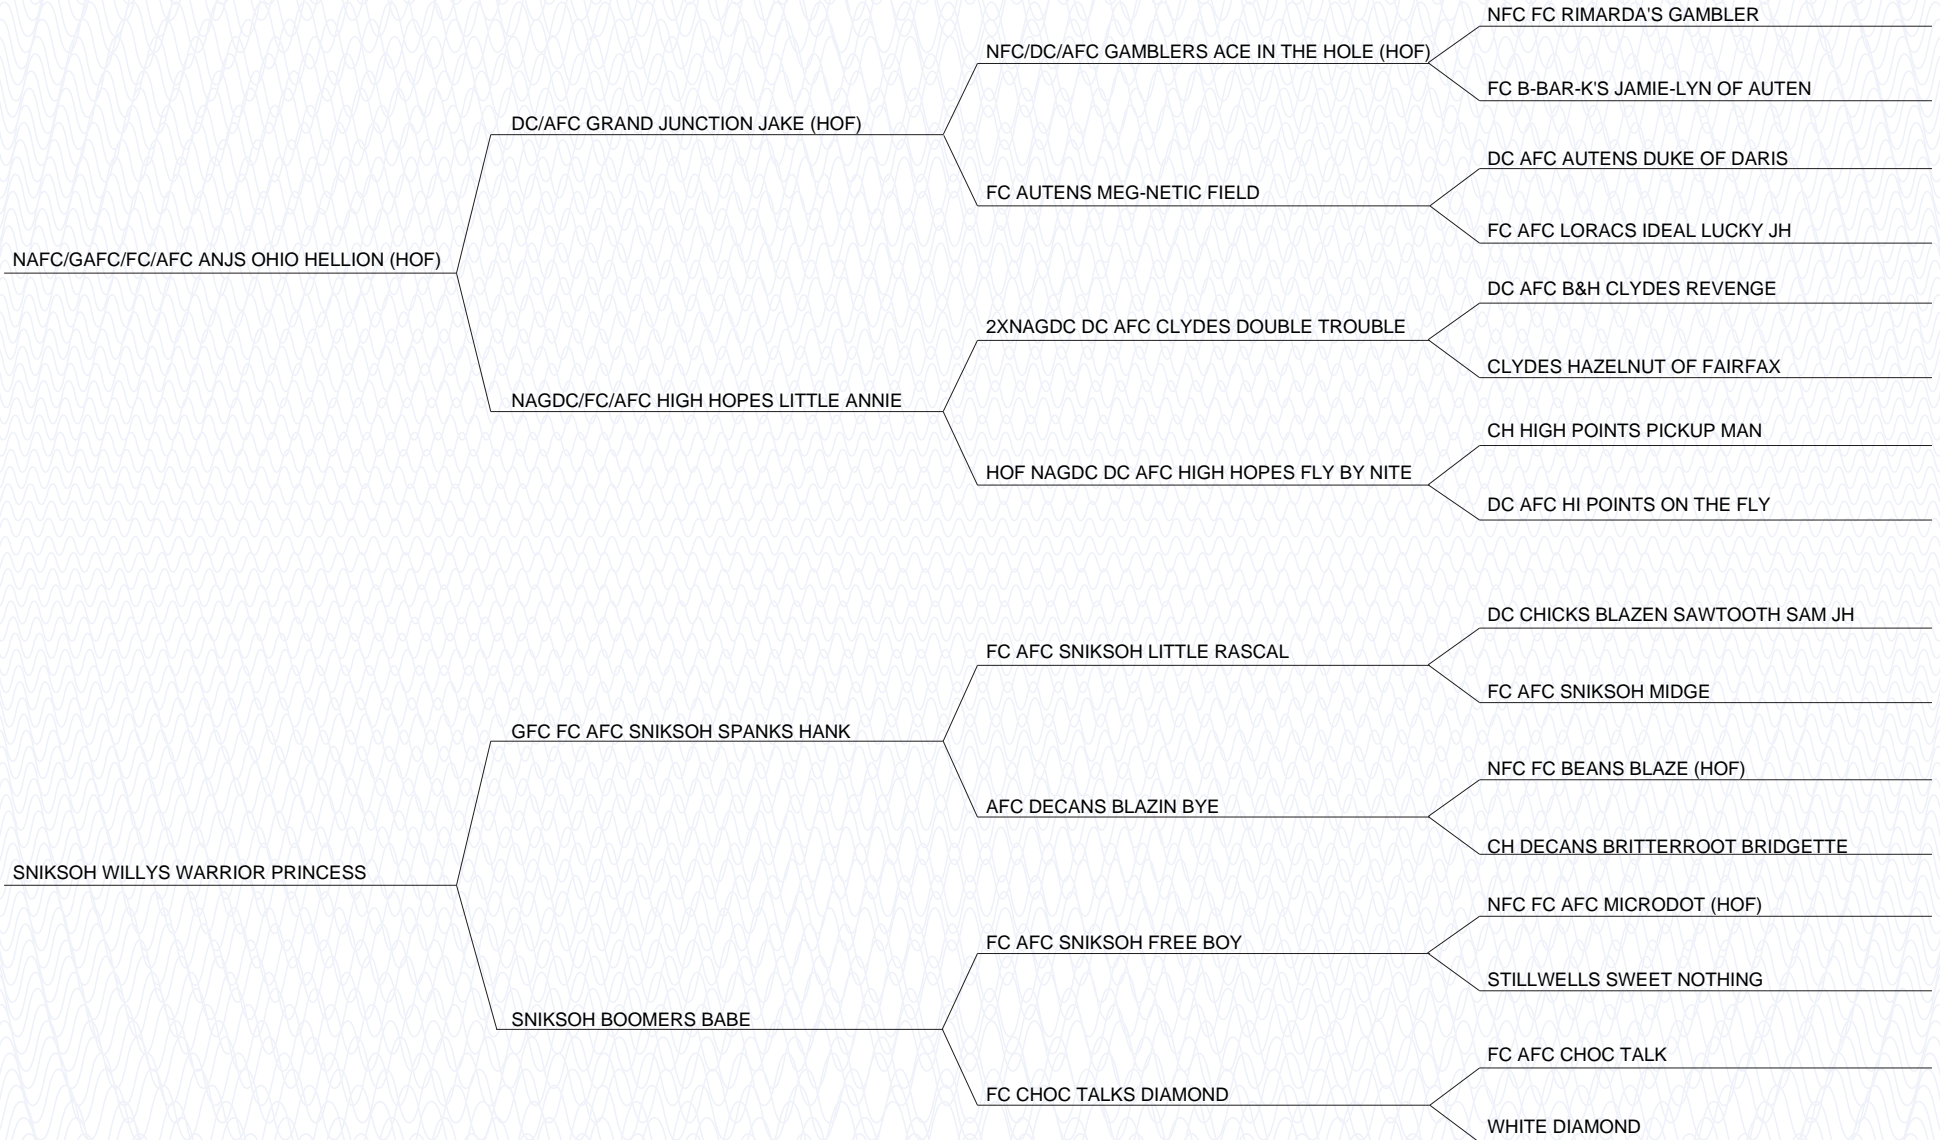 NFC FC RIMARDA'S GAMBLER
NFC/DC/AFC GAMBLERS ACE IN THE HOLE (HOF)
FC B-BAR-K'S JAMIE-LYN OF AUTEN
DC/AFC GRAND JUNCTION JAKE (HOF)
DC AFC AUTENS DUKE OF DARIS
FC AUTENS MEG-NETIC FIELD
FC AFC LORACS IDEAL LUCKY JH
NAFC/GAFC/FC/AFC ANJS OHIO HELLION (HOF)
DC AFC B&H CLYDES REVENGE
2XNAGDC DC AFC CLYDES DOUBLE TROUBLE
CLYDES HAZELNUT OF FAIRFAX
NAGDC/FC/AFC HIGH HOPES LITTLE ANNIE
CH HIGH POINTS PICKUP MAN
HOF NAGDC DC AFC HIGH HOPES FLY BY NITE
DC AFC HI POINTS ON THE FLY
DC CHICKS BLAZEN SAWTOOTH SAM JH
FC AFC SNIKSOH LITTLE RASCAL
FC AFC SNIKSOH MIDGE
GFC FC AFC SNIKSOH SPANKS HANK
NFC FC BEANS BLAZE (HOF)
AFC DECANS BLAZIN BYE
CH DECANS BRITTERROOT BRIDGETTE
SNIKSOH WILLYS WARRIOR PRINCESS
NFC FC AFC MICRODOT (HOF)
FC AFC SNIKSOH FREE BOY
STILLWELLS SWEET NOTHING
SNIKSOH BOOMERS BABE
FC AFC CHOC TALK
FC CHOC TALKS DIAMOND
WHITE DIAMOND